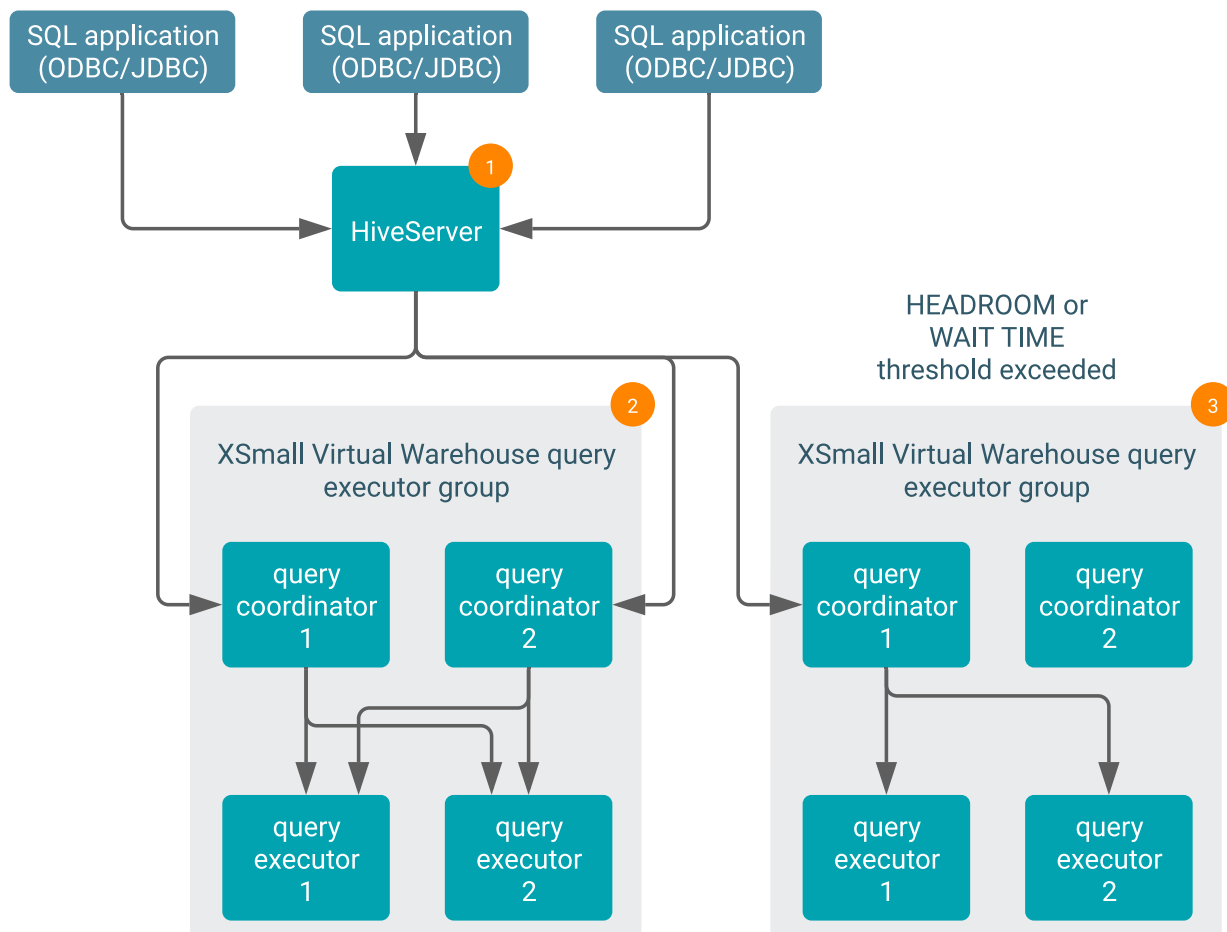 SQL application
(ODBC/JDBC)
SQL application
(ODBC/JDBC)
SQL application
(ODBC/JDBC)
1
HiveServer
HEADROOM or
WAIT TIME
threshold exceeded
2
XSmall Virtual Warehouse query
executor group
query
coordinator
1
query
coordinator
2
query
executor
1
query
executor
2
3
XSmall Virtual Warehouse query
executor group
query
coordinator
1
query
coordinator
2
query
executor
1
query
executor
2